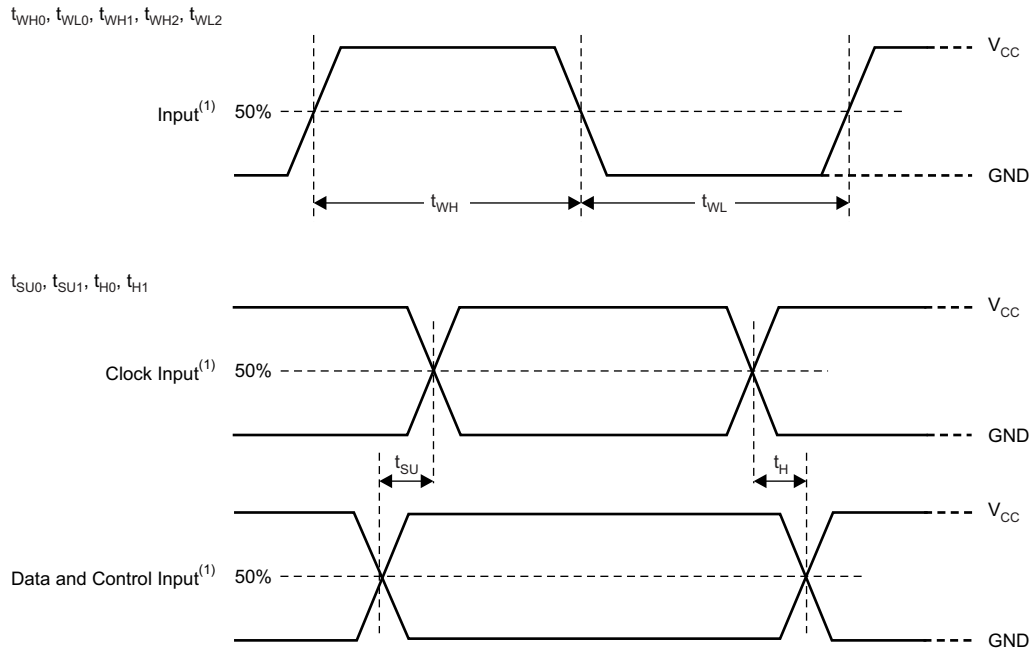 tWH0, tWL0, tWH1, tWH2, tWL2
VCC
Input(1) 50%
GND
tWH tWL
tSU0, tSU1, tH0, tH1
VCC
Clock Input(1) 50%
GND
tSU tH
VCC
Data and Control Input(1) 50%
GND